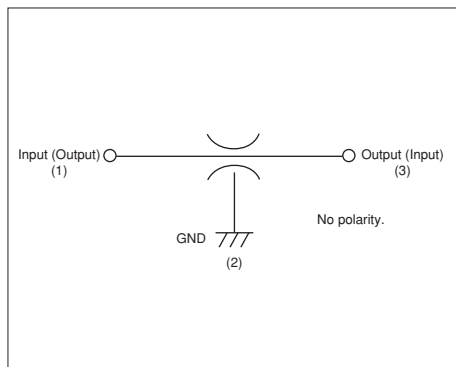 Input (Output)
(1)
Output (Input)
(3)
No polarity.
GND
(2)